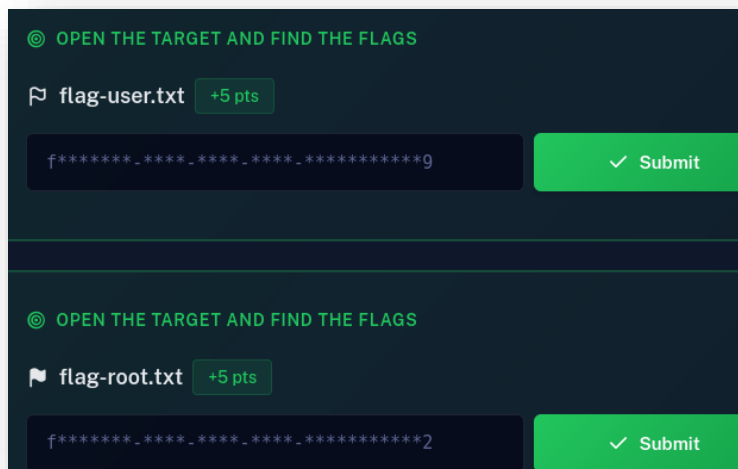 OPEN THE TARGET AND FIND THE FLAGS
flag-user.txt +5 pts
f*******-****-****-****-***********9 Submit
OPEN THE TARGET AND FIND THE FLAGS
flag-root.txt +5 pts
f*******-****-****-****-***********2 Submit